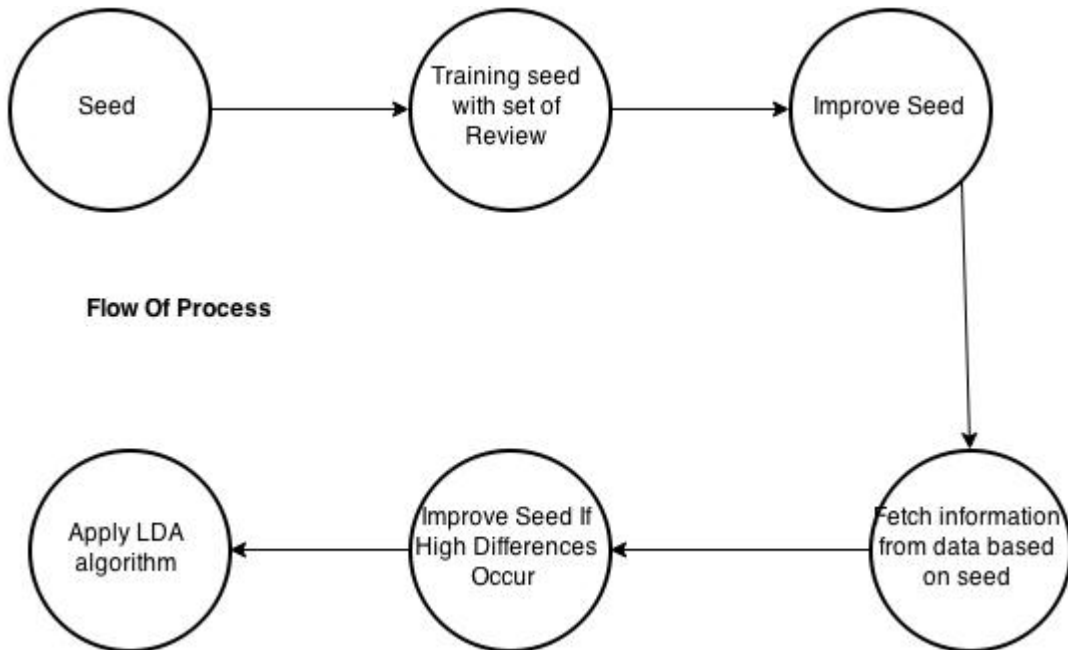 Seed
Training seed
with set of
Review
Improve Seed
Flow Of Process
Fetch information
from data based
on seed
Improve Seed If
High Differences
Occur
Apply LDA
algorithm